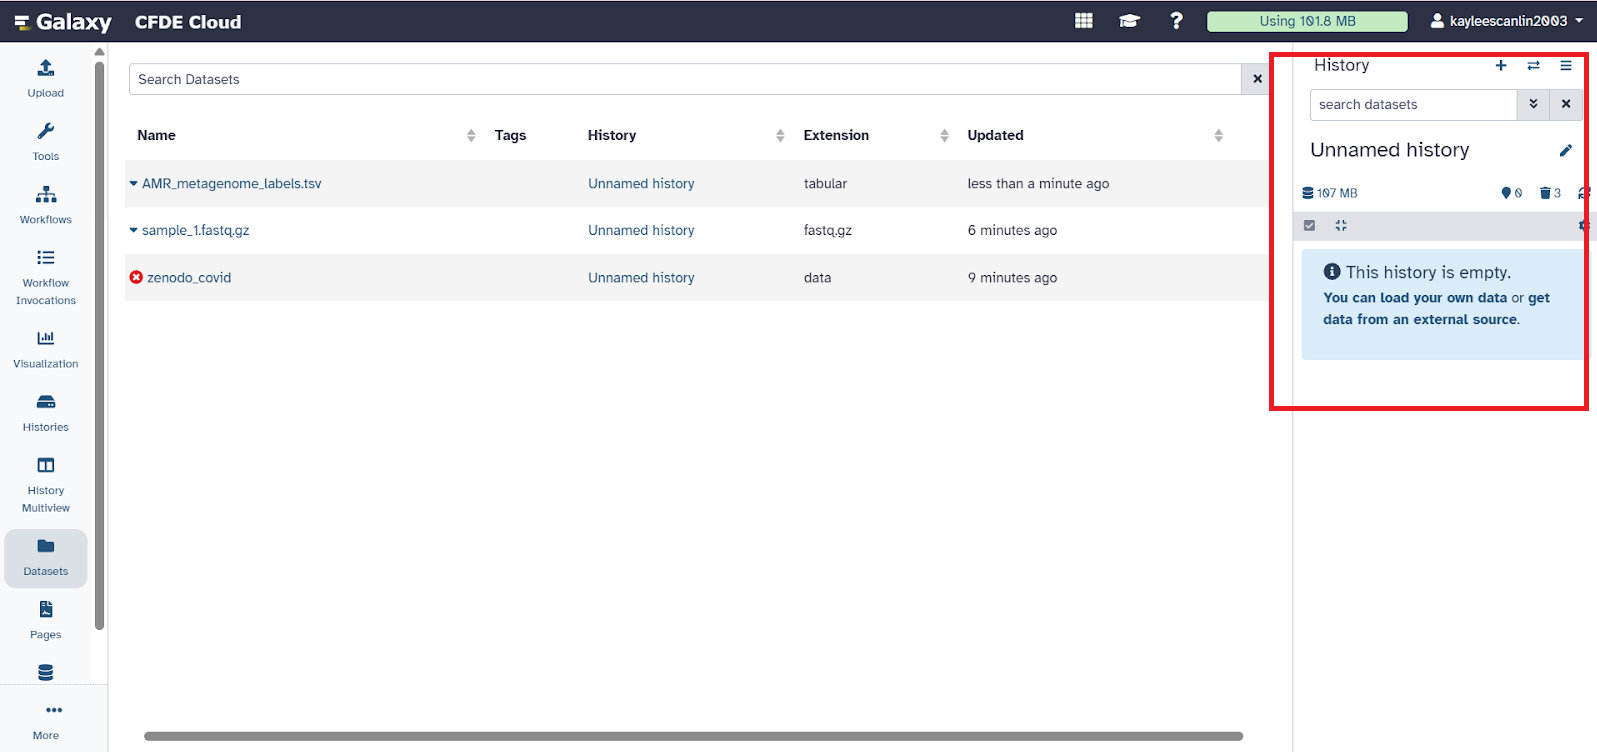 Galaxy CFDE Cloud
Using 101.8 MB
kayleescanlin2003
Upload
Tools
Workflows
Workflow
Invocations
Visualization
Histories
History
Multiview
Datasets
Pages
More
Search Datasets
Name Tags History Extension Updated
AMR_metagenome_labels.tsv Unnamed history tabular less than a minute ago
sample_1.fastq.gz Unnamed history fastq.gz 6 minutes ago
zenodo_covid Unnamed history data 9 minutes ago
History
search datasets
Unnamed history
107 MB 0 3
This history is empty.
You can load your own data or get
data from an external source.